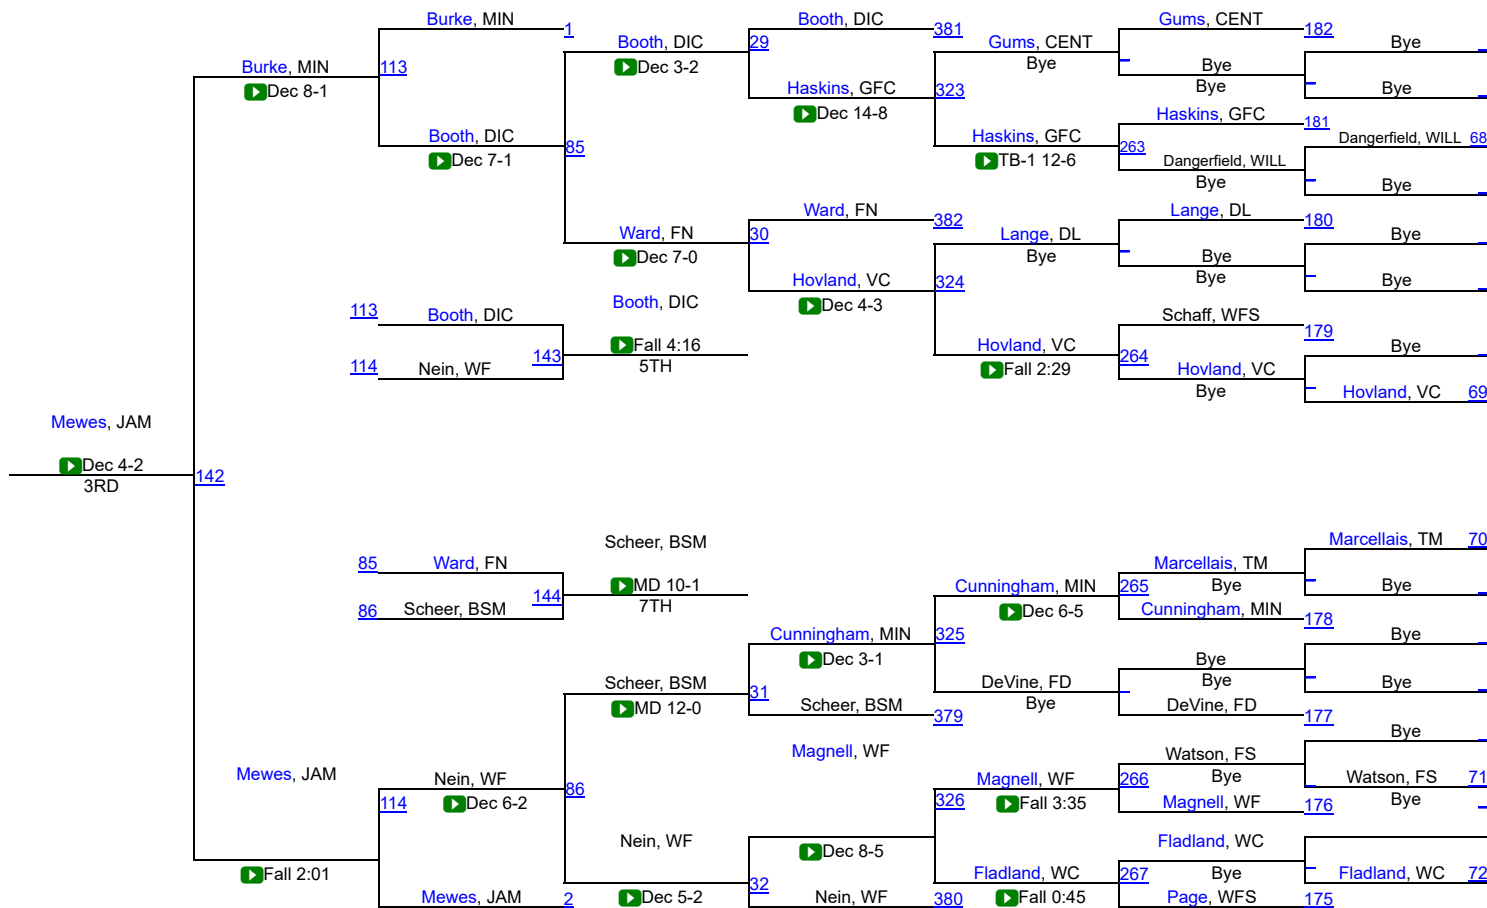 Burke, MIN
1
Booth, DIC
381
Gums, CENT
182
Booth, DIC
29
Gums, CENT
Bye
Bye
Burke, MIN
113
Dec 3-2
Bye
Dec 8-1
Haskins, GFC
323
Bye
Bye
Dec 14-8
Haskins, GFC
181
Booth, DIC
85
Haskins, GFC
263
Dangerfield, WILL
68
Dec 7-1
TB-1 12-6
Dangerfield, WILL
Bye
Bye
Ward, FN
382
Lange, DL
180
Ward, FN
30
Lange, DL
Bye
Dec 7-0
Bye
Bye
Hovland, VC
324
Bye
Bye
Booth, DIC
Dec 4-3
113
Booth, DIC
Schaff, WFS
179
Fall 4:16
Hovland, VC
264
Bye
114
Nein, WF
143
5TH
Fall 2:29
Hovland, VC
Bye
Hovland, VC
69
Mewes, JAM
Dec 4-2
142
3RD
Scheer, BSM
Marcellais, TM
70
85
Ward, FN
Marcellais, TM
144
MD 10-1
Cunningham, MIN
265
Bye
Bye
86
Scheer, BSM
7TH
Dec 6-5
Cunningham, MIN
178
Cunningham, MIN
325
Bye
Dec 3-1
Bye
Scheer, BSM
31
DeVine, FD
Bye
Bye
MD 12-0
Scheer, BSM
379
Bye
DeVine, FD
177
Magnell, WF
Bye
Watson, FS
Mewes, JAM
Nein, WF
86
Magnell, WF
266
Bye
Watson, FS
71
114
Dec 6-2
326
Fall 3:35
Magnell, WF
176
Bye
Nein, WF
Fladland, WC
Dec 8-5
Fall 2:01
32
Fladland, WC
267
Bye
Fladland, WC
72
Mewes, JAM
2
Dec 5-2
Nein, WF
380
Fall 0:45
Page, WFS
175